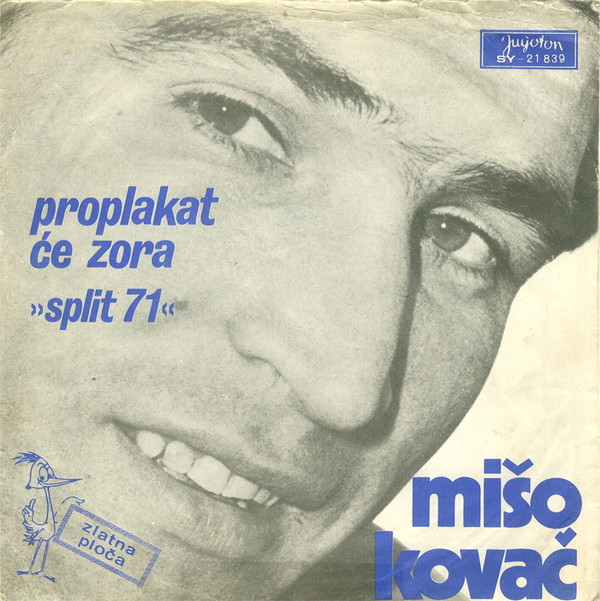 Jugoton
SY-21839
proplakat
će zora
»split 71«
zlatna
ploča
mišo
kovač